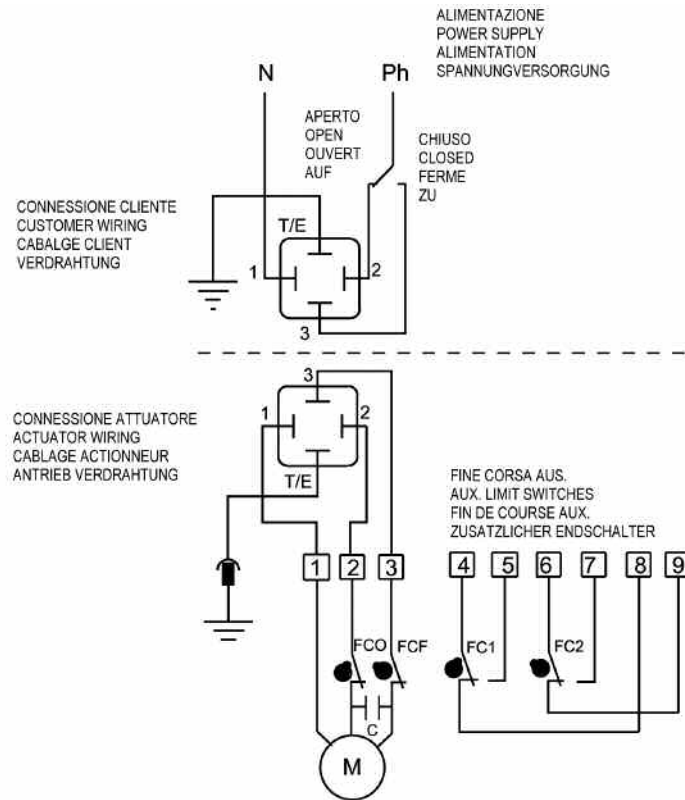 ALIMENTAZIONE
POWER SUPPLY
ALIMENTATION
SPANNUNGVERSORGUNG
N
Ph
APERTO
OPEN
OUVERT
AUF
CHIUSO
CLOSED
FERME
ZU
CONNESSIONE CLIENTE
CUSTOMER WIRING
CABALGE CLIENT
VERDRAHTUNG
T/E
1
2
3
CONNESSIONE ATTUATORE
ACTUATOR WIRING
CABLAGE ACTIONNEUR
ANTRIEB VERDRAHTUNG
3
1
2
T/E
FINE CORSA AUS.
AUX. LIMIT SWITCHES
FIN DE COURSE AUX.
ZUSATZLICHER ENDSCHALTER
1 2 3 4 5 6 7 8 9
FCO FCF FC1 FC2
C
M